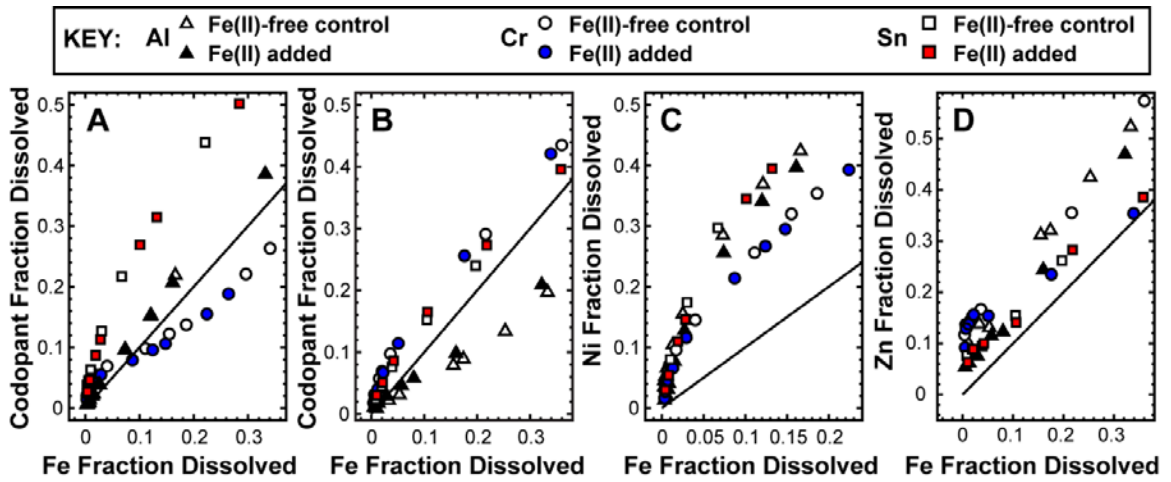 KEY: Al Fe(II)-free control Cr Fe(II)-free control Sn Fe(II)-free control
Fe(II) added Fe(II) added Fe(II) added
A
Codopant Fraction Dissolved
0.5
0.4
0.3
0.2
0.1
0
0 0.1 0.2 0.3
Fe Fraction Dissolved
B
Codopant Fraction Dissolved
0.5
0.4
0.3
0.2
0.1
0
0 0.1 0.2 0.3
Fe Fraction Dissolved
C
Ni Fraction Dissolved
0.5
0.4
0.3
0.2
0.1
0
0 0.05 0.1 0.15 0.2
Fe Fraction Dissolved
D
Zn Fraction Dissolved
0.5
0.4
0.3
0.2
0.1
0
0 0.1 0.2 0.3
Fe Fraction Dissolved